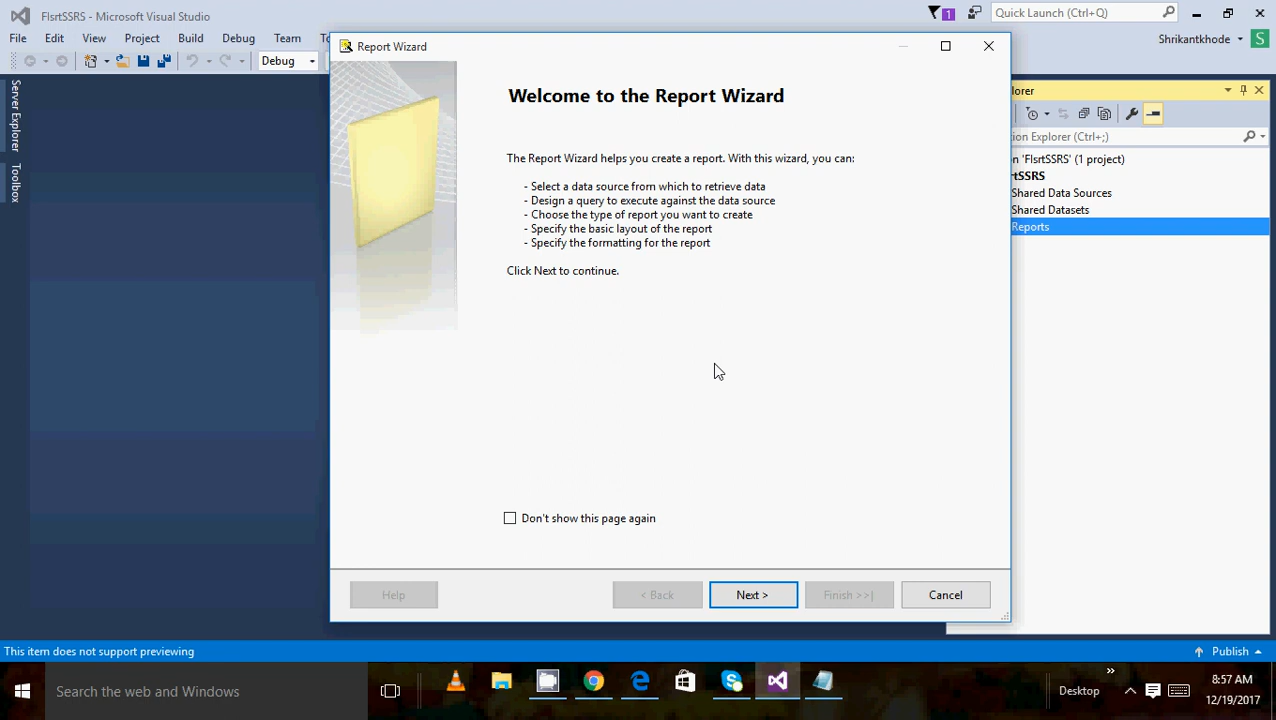 FlsrtSSRS - Microsoft Visual Studio
1
Quick Launch (Ctrl+Q)
File Edit View Project Build Debug Team To
Shrikantkhode
S
Debug
Report Wizard
Server Explorer
Toolbox
Welcome to the Report Wizard
The Report Wizard helps you create a report. With this wizard, you can:
- Select a data source from which to retrieve data
- Design a query to execute against the data source
- Choose the type of report you want to create
- Specify the basic layout of the report
- Specify the formatting for the report
Click Next to continue.
Don't show this page again
Help
< Back
Next >
Finish >>|
Cancel
lorer
tion Explorer (Ctrl+;)
on 'FlsrtSSRS' (1 project)
rtSSRS
Shared Data Sources
Shared Datasets
Reports
This item does not support previewing
Publish
Search the web and Windows
Desktop
»
8:57 AM
12/19/2017